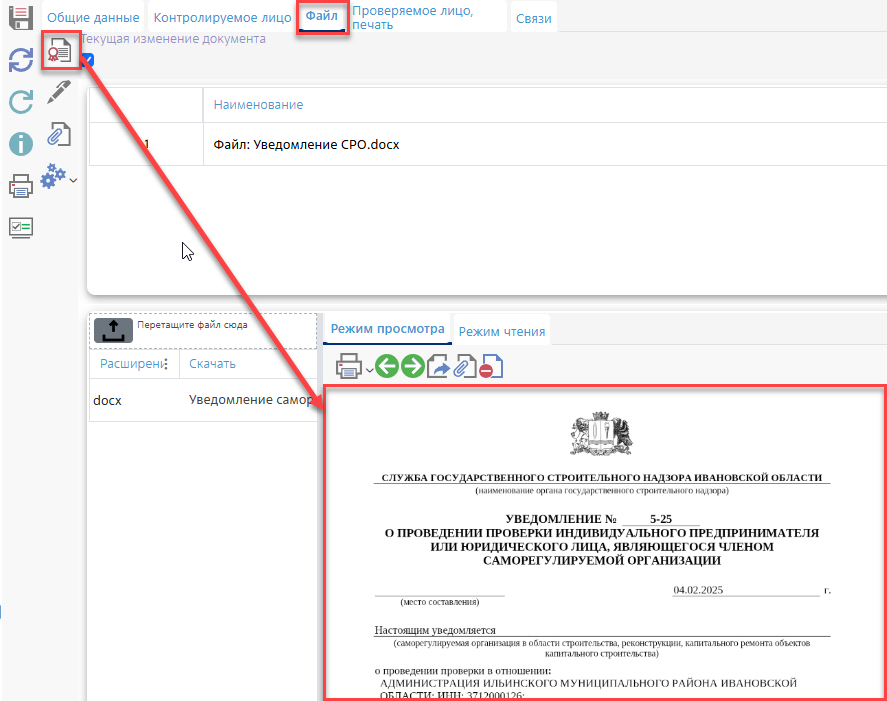 Общие данные
Контролируемое лицо
Файл
Проверяемое лицо,
печать
Связи
Текущая изменение документа
Наименование
1
Файл: Уведомление СРО.docx
Перетащите файл сюда
Расширени
Скачать
docx
Уведомление самор
Режим просмотра
Режим чтения
СЛУЖБА ГОСУДАРСТВЕННОГО СТРОИТЕЛЬНОГО НАДЗОРА ИВАНОВСКОЙ ОБЛАСТИ
(наименование органа государственного строительного надзора)
УВЕДОМЛЕНИЕ № 5-25
О ПРОВЕДЕНИИ ПРОВЕРКИ ИНДИВИДУАЛЬНОГО ПРЕДПРИНИМАТЕЛЯ
ИЛИ ЮРИДИЧЕСКОГО ЛИЦА, ЯВЛЯЮЩЕГОСЯ ЧЛЕНОМ
САМОРЕГУЛИРУЕМОЙ ОРГАНИЗАЦИИ
04.02.2025 г.
(место составления)
Настоящим уведомляется
(саморегулируемая организация в области строительства, реконструкции, капитального ремонта объектов
капитального строительства)
о проведении проверки в отношении:
АДМИНИСТРАЦИЯ ИЛЬИНСКОГО МУНИЦИПАЛЬНОГО РАЙОНА ИВАНОВСКОЙ
ОБЛАСТИ; ИНН: 3712000126;